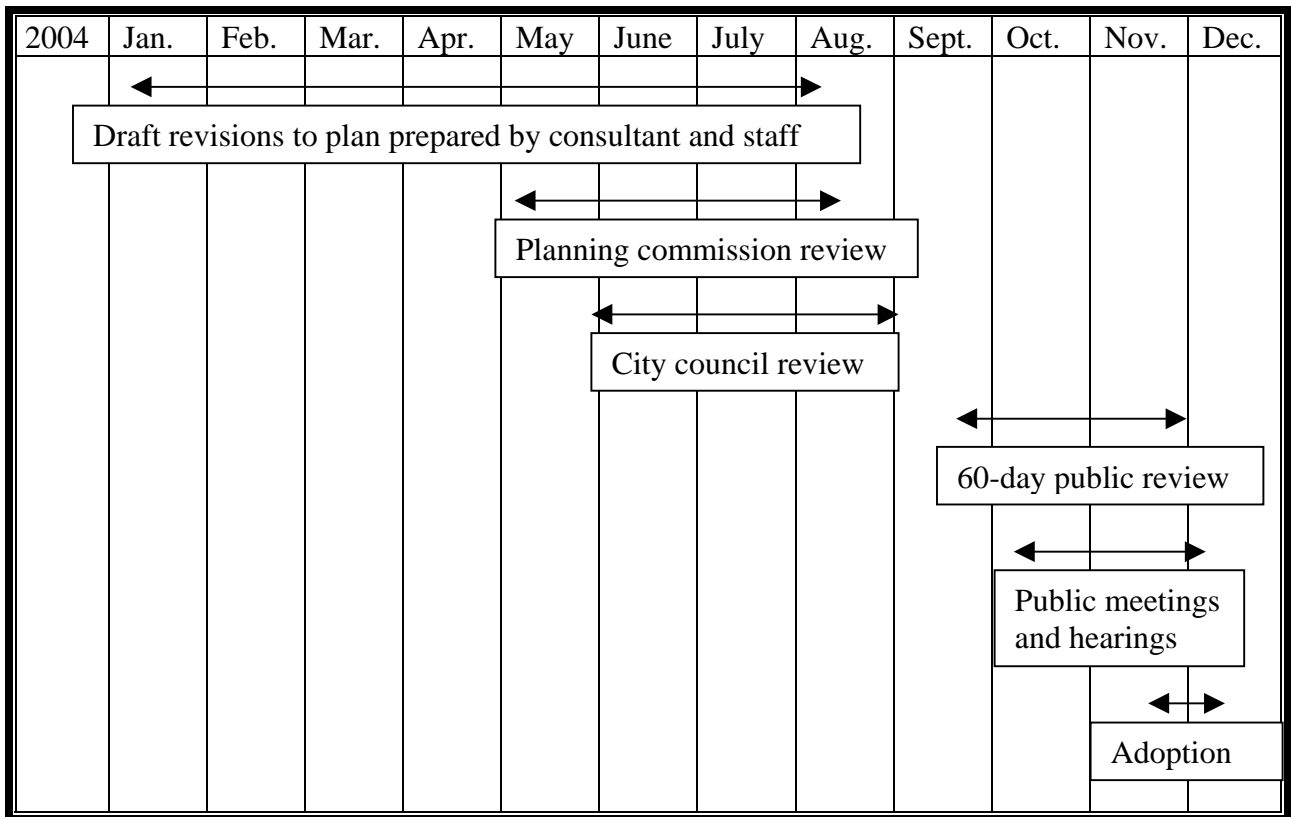 2004 Jan. Feb. Mar. Apr. May June July Aug. Sept. Oct. Nov. Dec.
Draft revisions to plan prepared by consultant and staff
Planning commission review
City council review
60-day public review
Public meetings
and hearings
Adoption